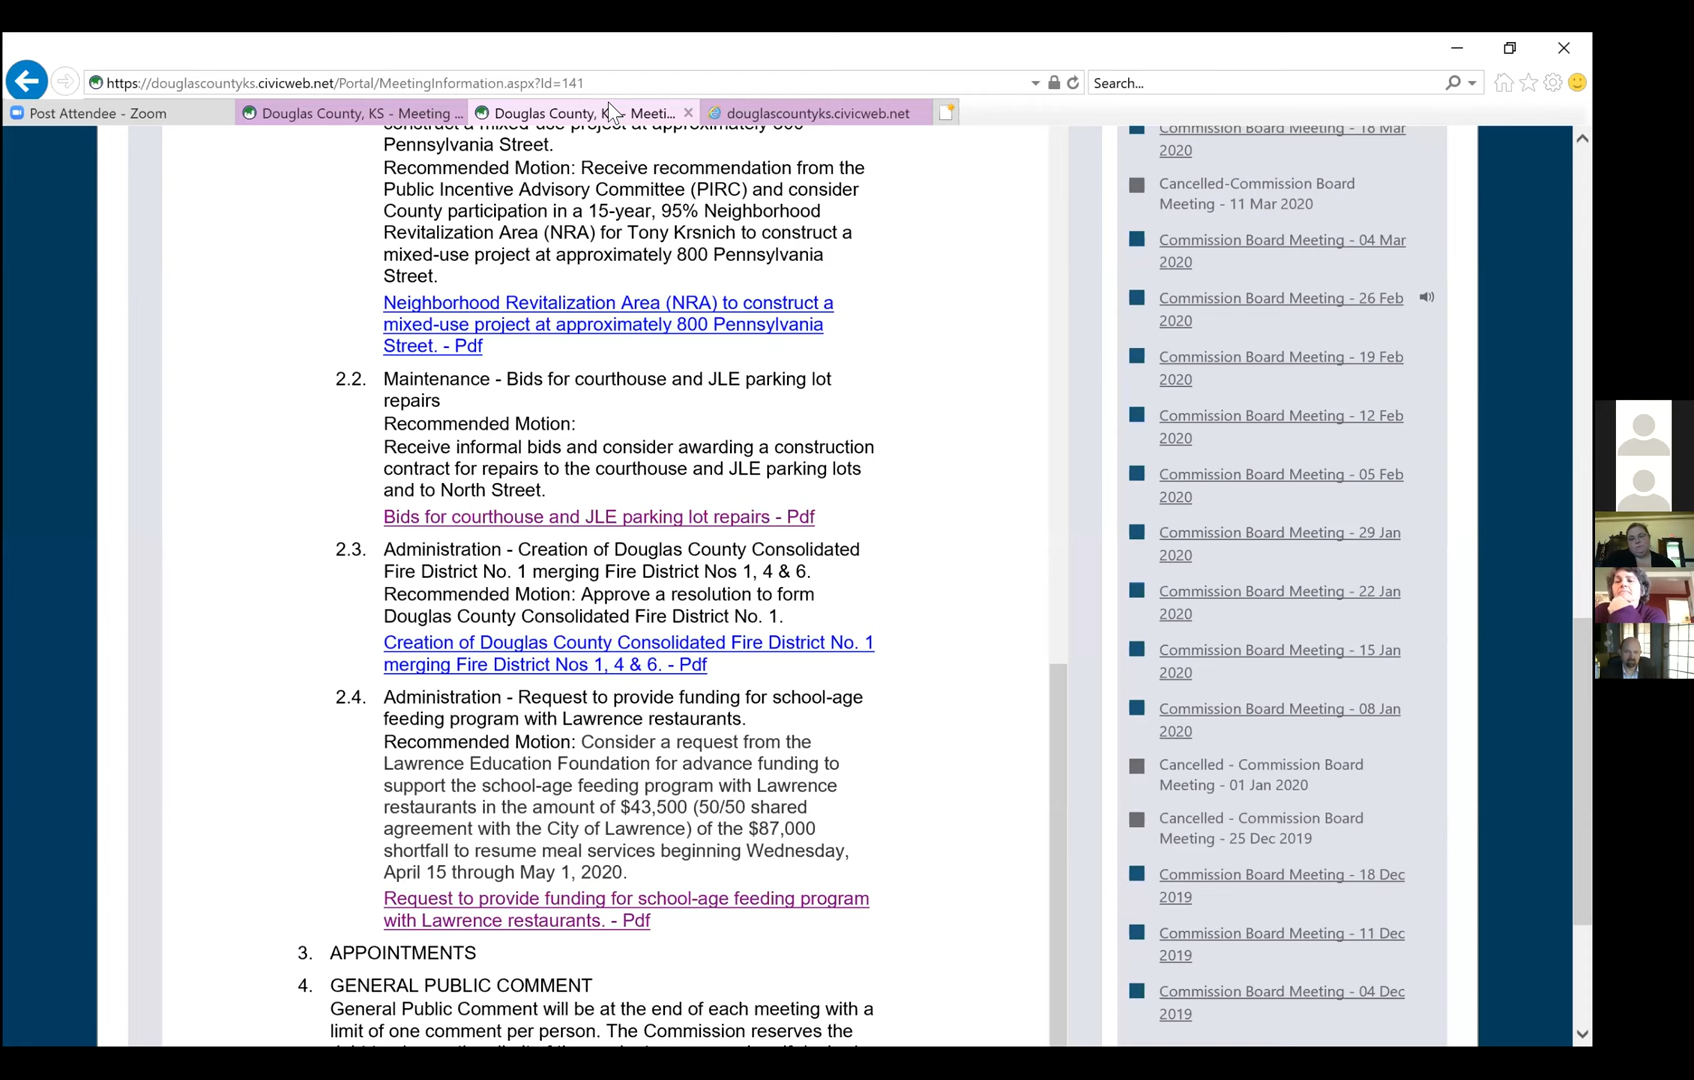 https://douglascountyks.civicweb.net/Portal/MeetingInformation.aspx?Id=141
Search...
Post Attendee - Zoom
Douglas County, KS - Meeting ...
Douglas County, K Meeti...
douglascountyks.civicweb.net
construct a mixed-use project at approximately 800
Pennsylvania Street.
Recommended Motion: Receive recommendation from the
Public Incentive Advisory Committee (PIRC) and consider
County participation in a 15-year, 95% Neighborhood
Revitalization Area (NRA) for Tony Krsnich to construct a
mixed-use project at approximately 800 Pennsylvania
Street.
Neighborhood Revitalization Area (NRA) to construct a
mixed-use project at approximately 800 Pennsylvania
Street. - Pdf
2.2. Maintenance - Bids for courthouse and JLE parking lot
repairs
Recommended Motion:
Receive informal bids and consider awarding a construction
contract for repairs to the courthouse and JLE parking lots
and to North Street.
Bids for courthouse and JLE parking lot repairs - Pdf
2.3. Administration - Creation of Douglas County Consolidated
Fire District No. 1 merging Fire District Nos 1, 4 & 6.
Recommended Motion: Approve a resolution to form
Douglas County Consolidated Fire District No. 1.
Creation of Douglas County Consolidated Fire District No. 1
merging Fire District Nos 1, 4 & 6. - Pdf
2.4. Administration - Request to provide funding for school-age
feeding program with Lawrence restaurants.
Recommended Motion: Consider a request from the
Lawrence Education Foundation for advance funding to
support the school-age feeding program with Lawrence
restaurants in the amount of $43,500 (50/50 shared
agreement with the City of Lawrence) of the $87,000
shortfall to resume meal services beginning Wednesday,
April 15 through May 1, 2020.
Request to provide funding for school-age feeding program
with Lawrence restaurants. - Pdf
3. APPOINTMENTS
4. GENERAL PUBLIC COMMENT
General Public Comment will be at the end of each meeting with a
limit of one comment per person. The Commission reserves the
Commission Board Meeting - 18 Mar
2020
Cancelled-Commission Board
Meeting - 11 Mar 2020
Commission Board Meeting - 04 Mar
2020
Commission Board Meeting - 26 Feb
2020
Commission Board Meeting - 19 Feb
2020
Commission Board Meeting - 12 Feb
2020
Commission Board Meeting - 05 Feb
2020
Commission Board Meeting - 29 Jan
2020
Commission Board Meeting - 22 Jan
2020
Commission Board Meeting - 15 Jan
2020
Commission Board Meeting - 08 Jan
2020
Cancelled - Commission Board
Meeting - 01 Jan 2020
Cancelled - Commission Board
Meeting - 25 Dec 2019
Commission Board Meeting - 18 Dec
2019
Commission Board Meeting - 11 Dec
2019
Commission Board Meeting - 04 Dec
2019